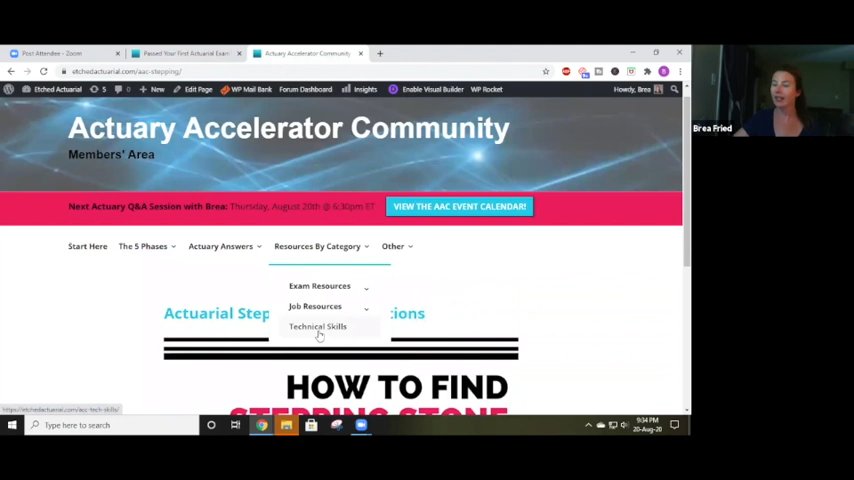 Post Attendee - Zoom
Passed Your First Actuarial Exam
Actuary Accelerator Community
etchedactuarial.com/aac-stepping/
Etched Actuarial
5
New
Edit Page
WP Mail Bank
Forum Dashboard
Insights
Enable Visual Builder
WP Rocket
Howdy, Brea
Brea Fried
Actuary Accelerator Community
Members' Area
Next Actuary Q&A Session with Brea: Thursday, August 20th @ 6:30pm ET
VIEW THE AAC EVENT CALENDAR!
Start Here
The 5 Phases
Actuary Answers
Resources By Category
Other
Exam Resources
Job Resources
Technical Skills
Actuarial Step
tions
HOW TO FIND
STEPPING STONE
https://etchedactuarial.com/aac-tech-skills/
Type here to search
9:34 PM
20-Aug-20